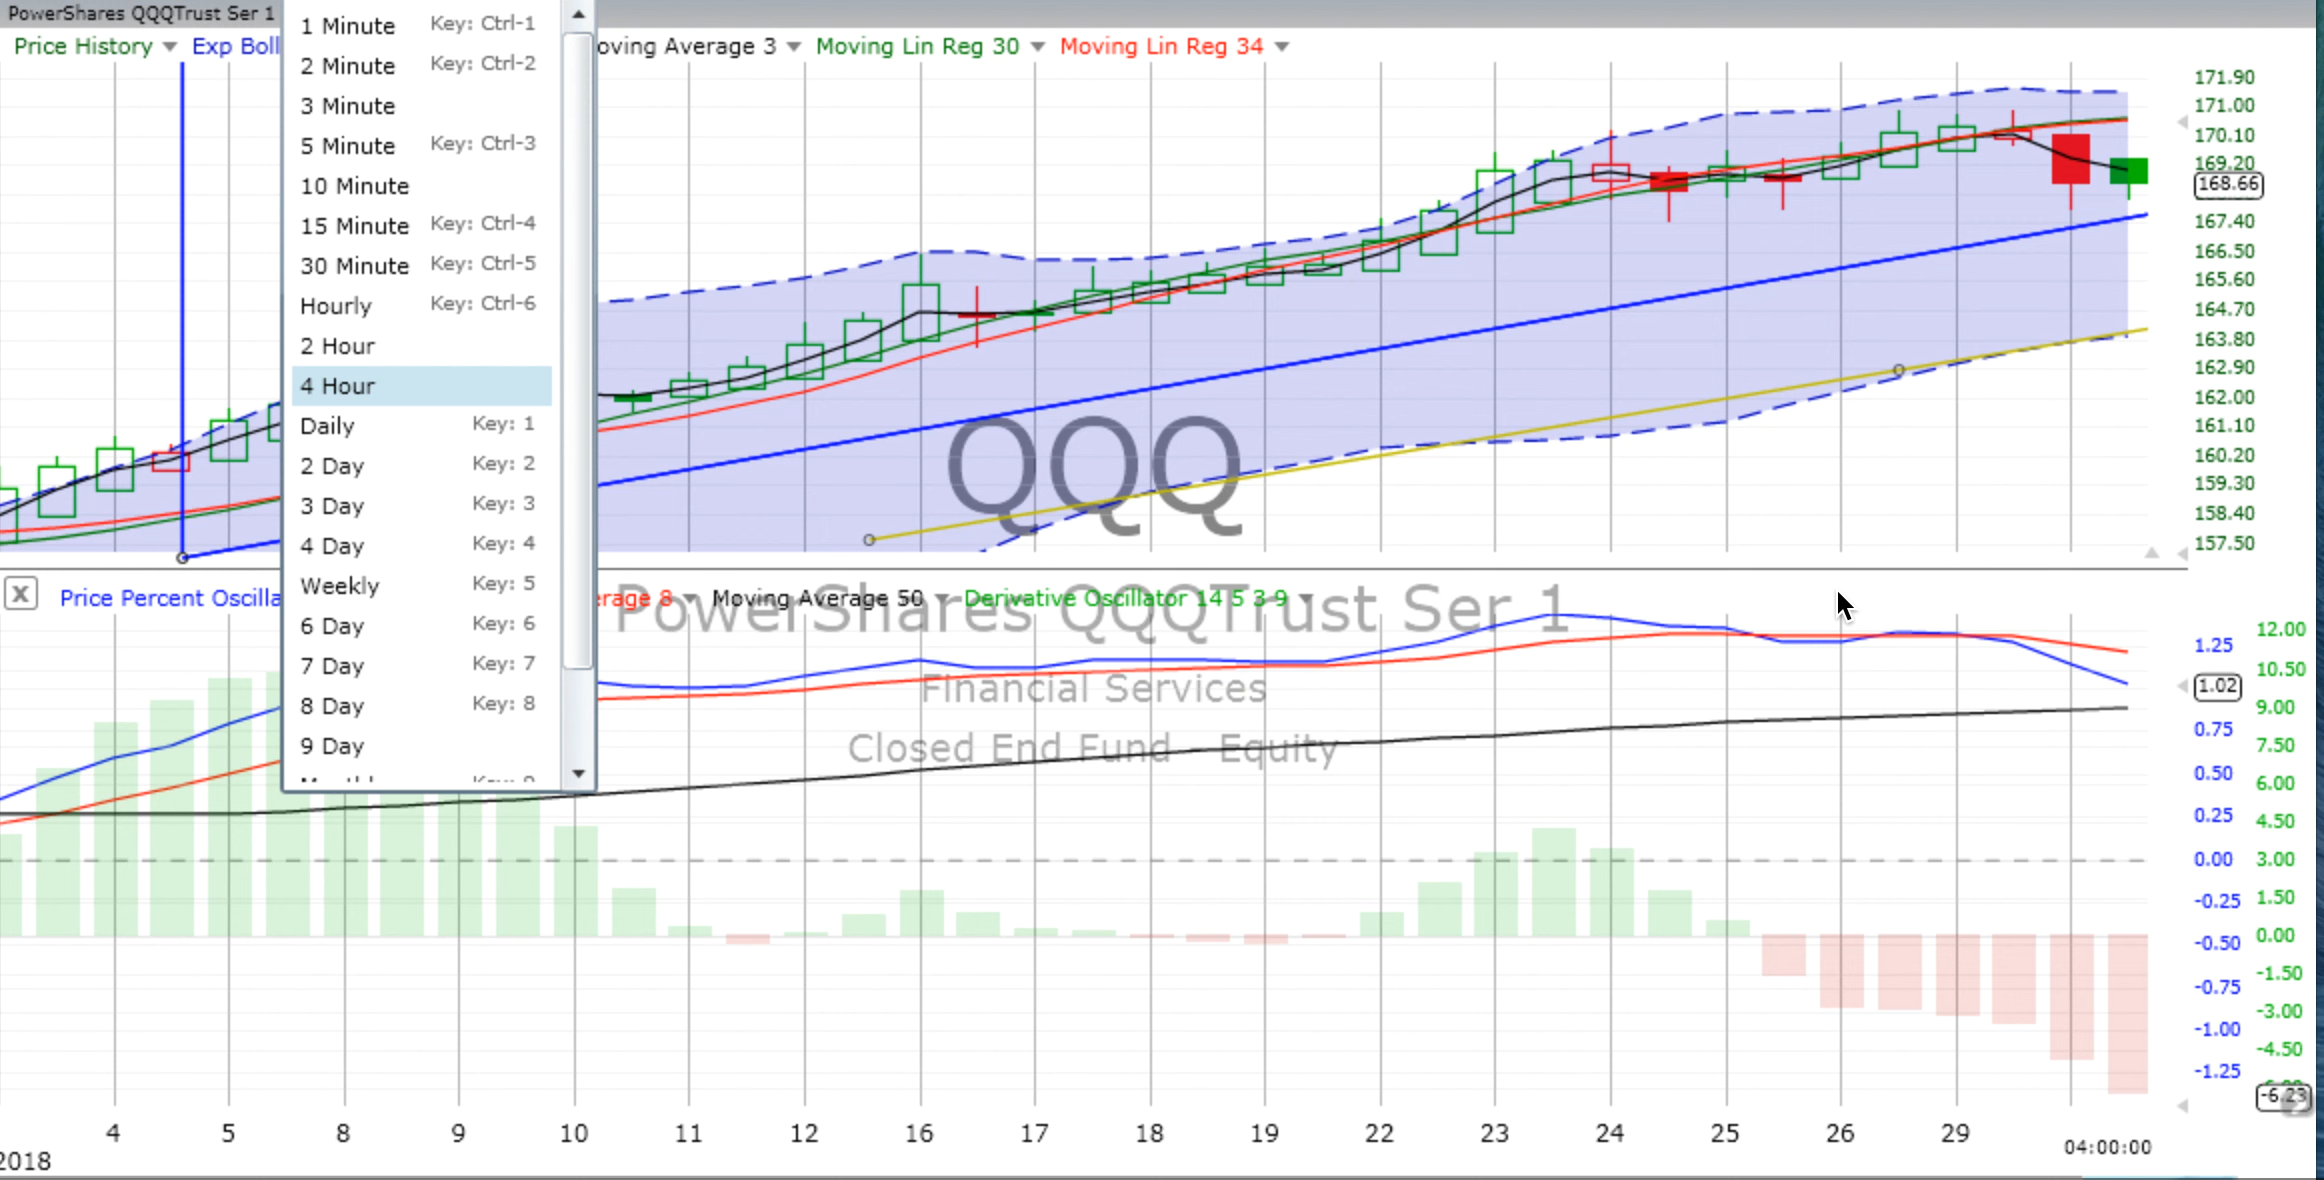 PowerShares QQQTrust Ser 1
Price History Exp Boll oving Average 3 Moving Lin Reg 30 Moving Lin Reg 34
1 Minute Key: Ctrl-1
2 Minute Key: Ctrl-2
3 Minute
5 Minute Key: Ctrl-3
10 Minute
15 Minute Key: Ctrl-4
30 Minute Key: Ctrl-5
Hourly Key: Ctrl-6
2 Hour
4 Hour
Daily Key: 1
2 Day Key: 2
3 Day Key: 3
4 Day Key: 4
Weekly Key: 5
6 Day Key: 6
7 Day Key: 7
8 Day Key: 8
9 Day
171.90
171.00
170.10
169.20
168.66
167.40
166.50
165.60
164.70
163.80
162.90
162.00
161.10
160.20
159.30
158.40
157.50
QQQ
X Price Percent Oscilla erage 8 Moving Average 50 Derivative Oscillator 14 5 3 9
PowerShares QQQTrust Ser 1
Financial Services
Closed End Fund - Equity
1.25
1.02
0.75
0.50
0.25
0.00
-0.25
-0.50
-0.75
-1.00
-1.25
12.00
10.50
9.00
7.50
6.00
4.50
3.00
1.50
0.00
-1.50
-3.00
-4.50
-6.23
4 5 8 9 10 11 12 16 17 18 19 22 23 24 25 26 29 04:00:00
2018